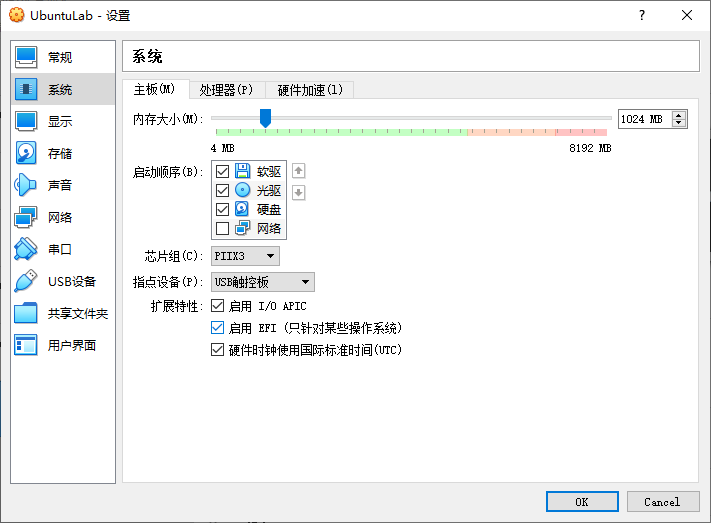 UbuntuLab - 设置
常规
系统
显示
存储
声音
网络
串口
USB设备
共享文件夹
用户界面
系统
主板(M) 处理器(P) 硬件加速(l)
内存大小(M): 1024 MB
4 MB 8192 MB
启动顺序(B): 软驱
光驱
硬盘
网络
芯片组(C): PIIX3
指点设备(P): USB触控板
扩展特性: 启用 I/O APIC
启用 EFI (只针对某些操作系统)
硬件时钟使用国际标准时间(UTC)
OK Cancel